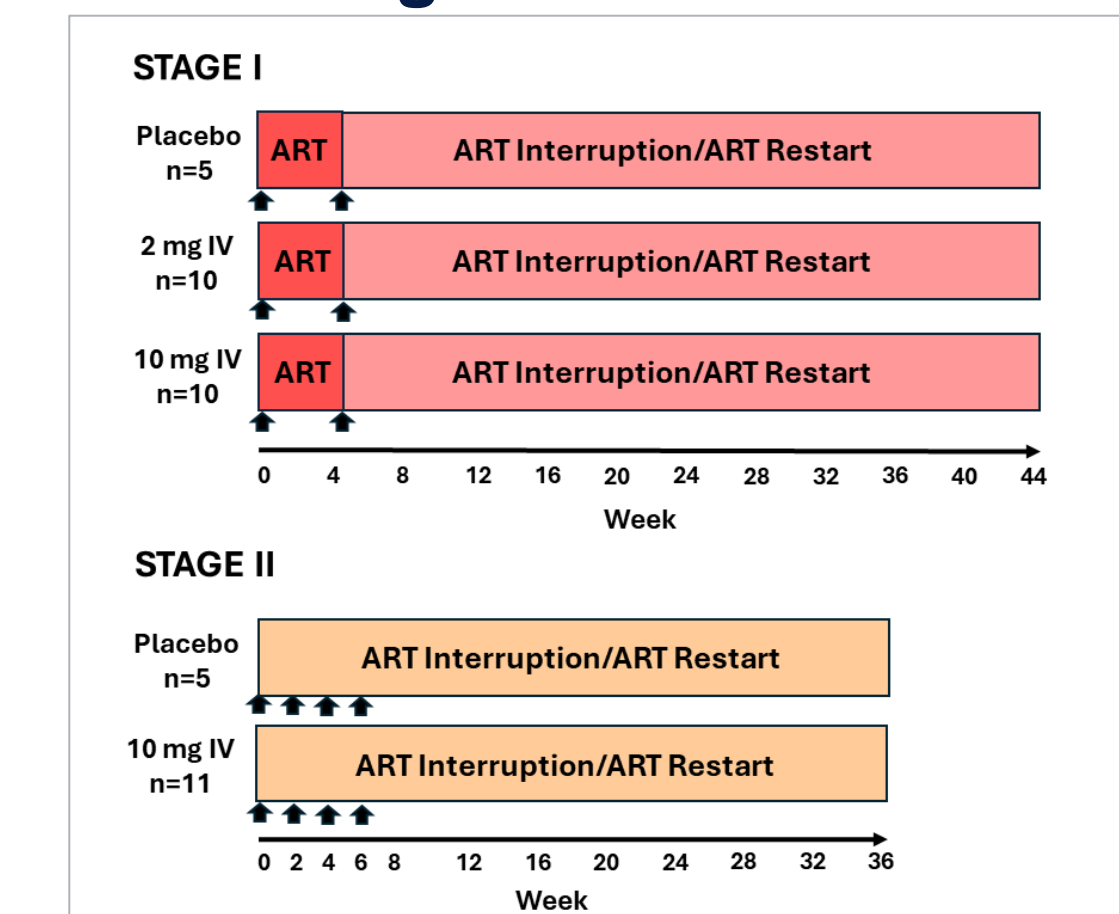 STAGE I
Placebo
n=5
ART
ART Interruption/ART Restart
2 mg IV
n=10
ART
ART Interruption/ART Restart
10 mg IV
n=10
ART
ART Interruption/ART Restart
0 4 8 12 16 20 24 28 32 36 40 44
Week
STAGE II
Placebo
n=5
ART Interruption/ART Restart
10 mg IV
n=11
ART Interruption/ART Restart
0 2 4 6 8 12 16 20 24 28 32 36
Week